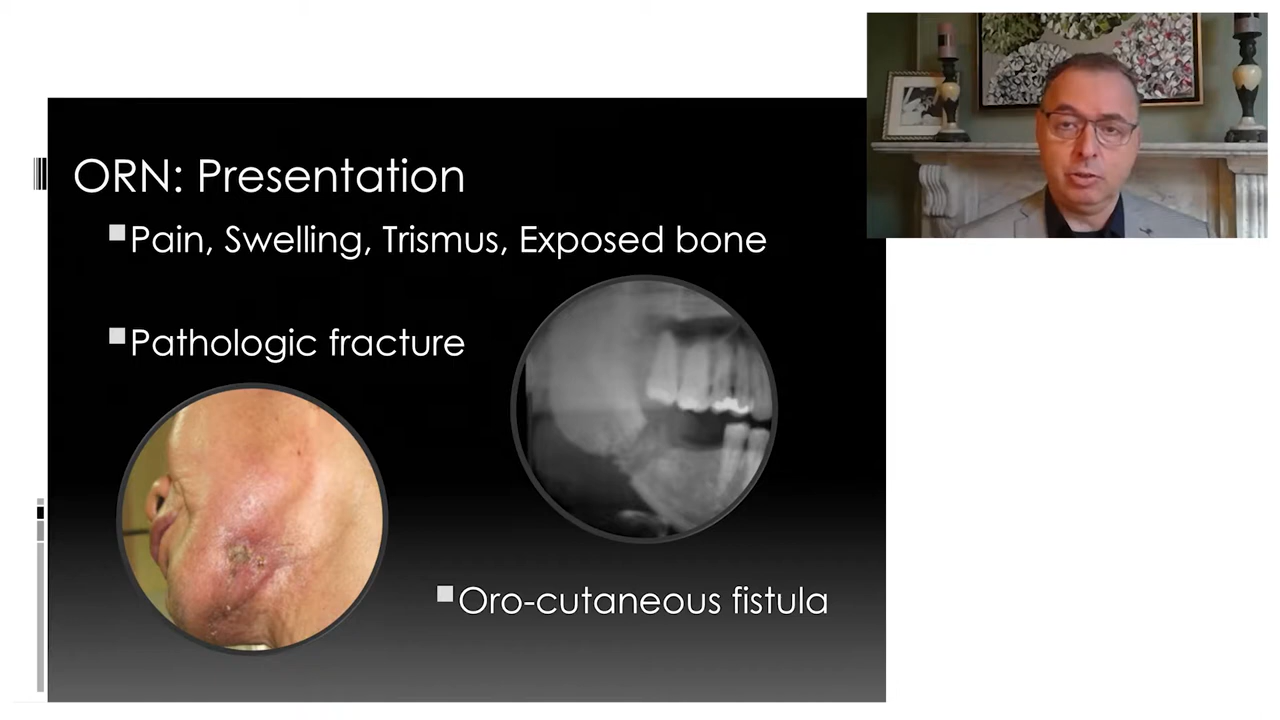 ORN: Presentation
Pain, Swelling, Trismus, Exposed bone
Pathologic fracture
Oro-cutaneous fistula